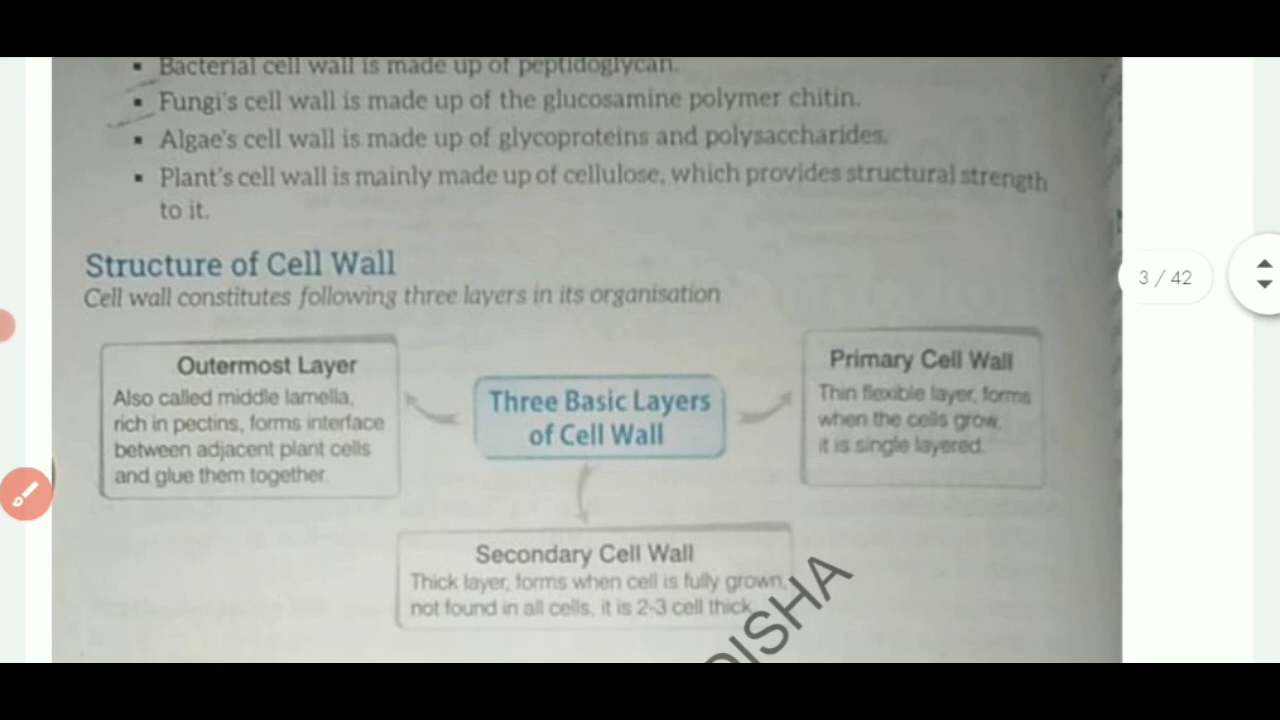 ▪ Bacterial cell wall is made up of peptidoglycan.
▪ Fungi's cell wall is made up of the glucosamine polymer chitin.
▪ Algae's cell wall is made up of glycoproteins and polysaccharides.
▪ Plant's cell wall is mainly made up of cellulose, which provides structural strength
to it.
Structure of Cell Wall
Cell wall constitutes following three layers in its organisation
3 / 42
Outermost Layer
Also called middle lamella,
rich in pectins, forms interface
between adjacent plant cells
and glue them together.
Three Basic Layers
of Cell Wall
Primary Cell Wall
Thin flexible layer, forms
when the cells grow,
it is single layered.
Secondary Cell Wall
Thick layer, forms when cell is fully grown,
not found in all cells, it is 2-3 cell thick.